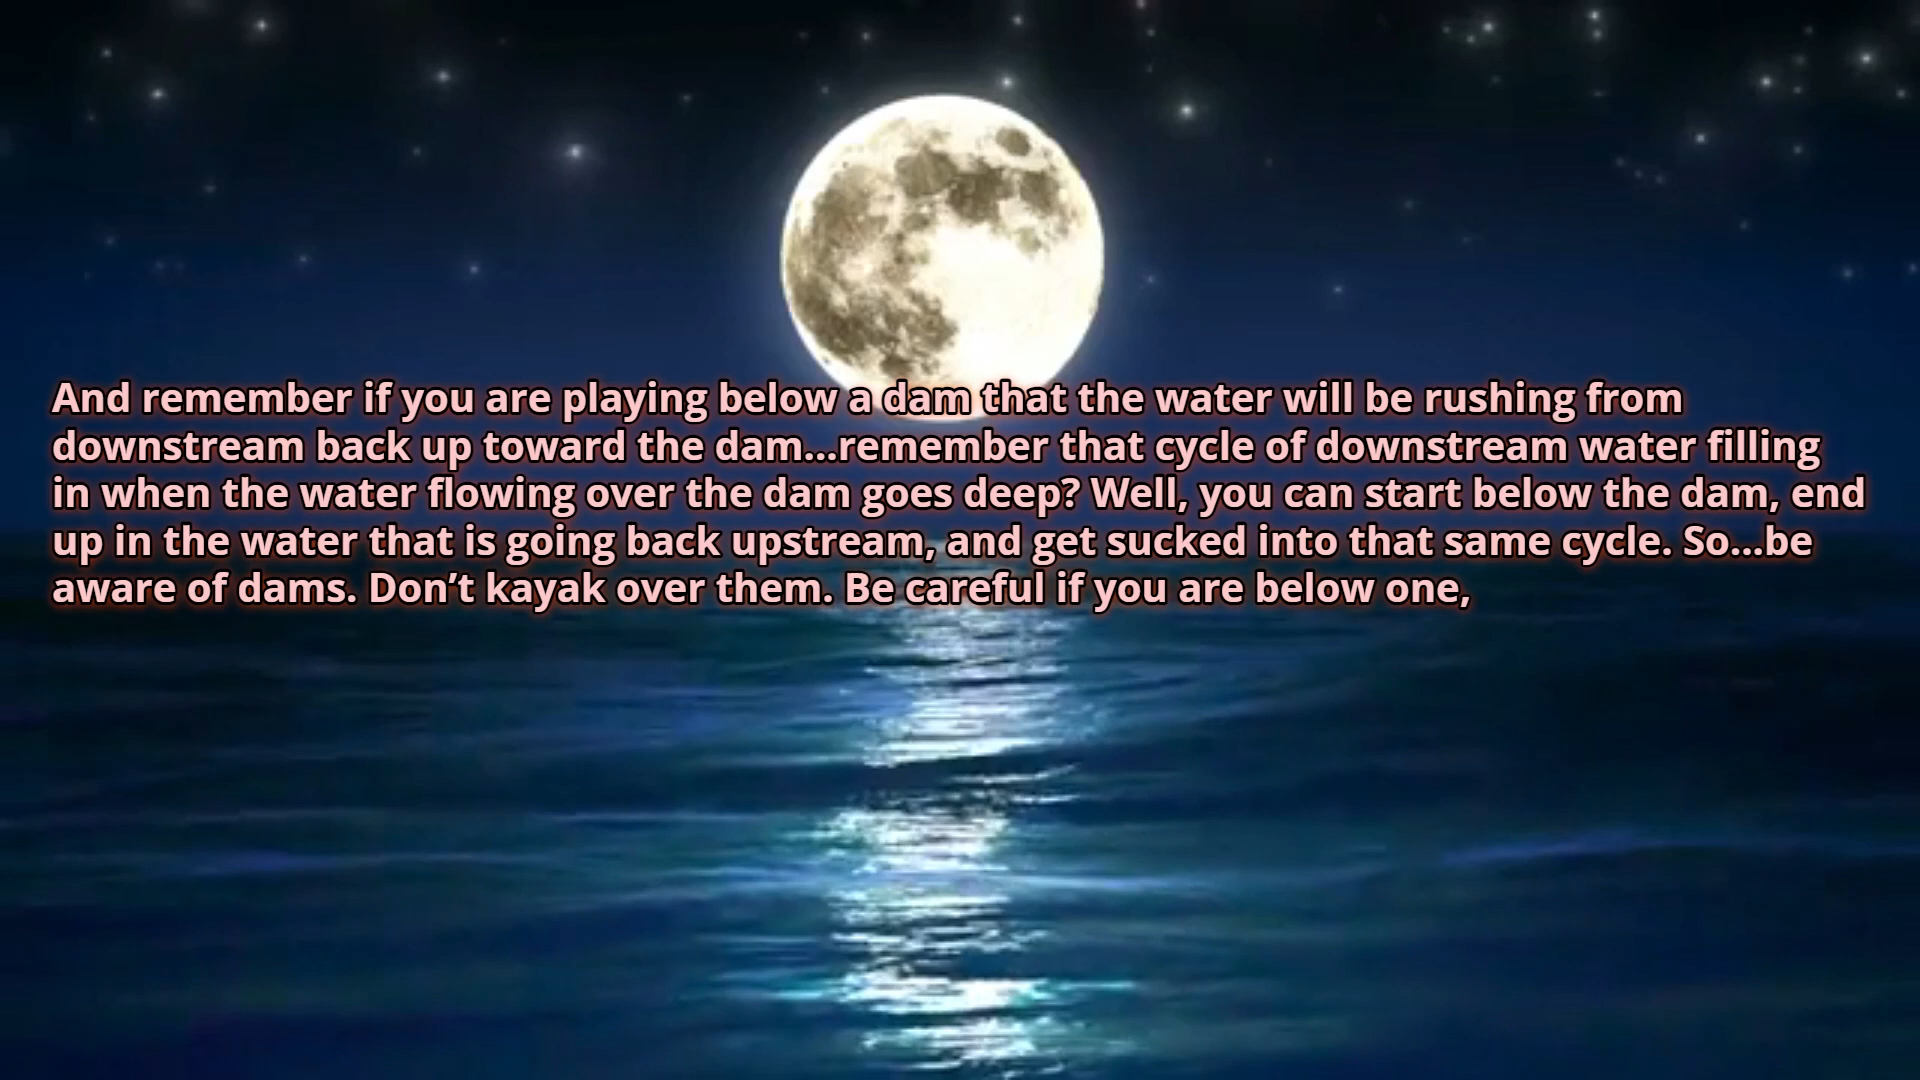 And remember if you are playing below a dam that the water will be rushing from
downstream back up toward the dam...remember that cycle of downstream water filling
in when the water flowing over the dam goes deep? Well, you can start below the dam, end
up in the water that is going back upstream, and get sucked into that same cycle. So...be
aware of dams. Don’t kayak over them. Be careful if you are below one,